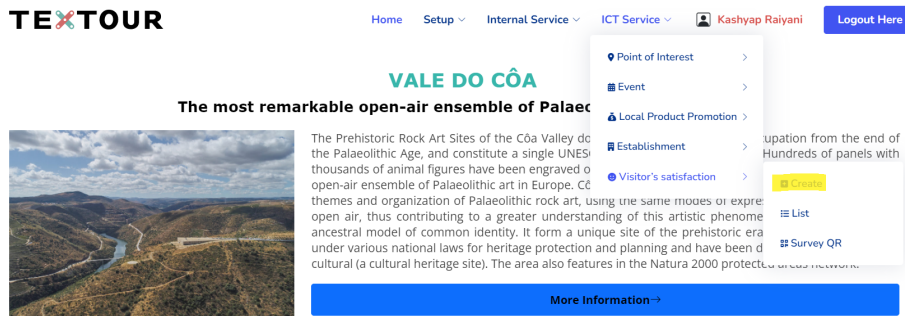 TEXTOUR
Home Setup Internal Service ICT Service Kashyap Raiyani Logout Here
Point of Interest
Event
Local Product Promotion
Establishment
Visitor's satisfaction
Create
List
Survey QR
VALE DO CÔA
The most remarkable open-air ensemble of Palaeo
The Prehistoric Rock Art Sites of the Côa Valley do cupation from the end of
the Palaeolithic Age, and constitute a single UNES Hundreds of panels with
thousands of animal figures have been engraved o
open-air ensemble of Palaeolithic art in Europe. Cô
themes and organization of Palaeolithic rock art, using the same modes of expre
open air, thus contributing to a greater understanding of this artistic phenome
ancestral model of common identity. It form a unique site of the prehistoric era
under various national laws for heritage protection and planning and have been d
cultural (a cultural heritage site). The area also features in the Natura 2000 protected areas network.
More Information→